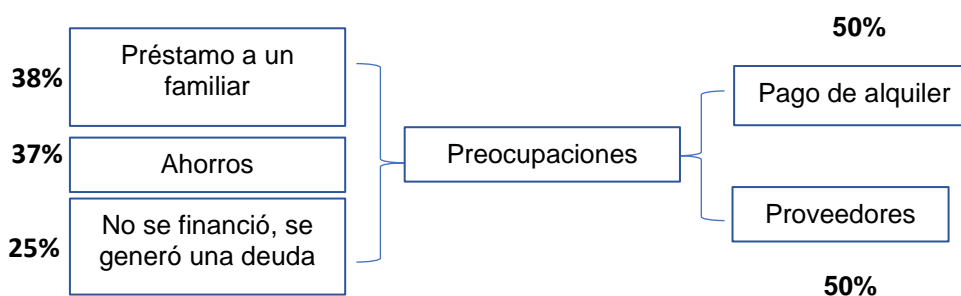 38%
Préstamo a un
familiar
37%
Ahorros
25%
No se financió, se
generó una deuda
Preocupaciones
50%
Pago de alquiler
Proveedores
50%